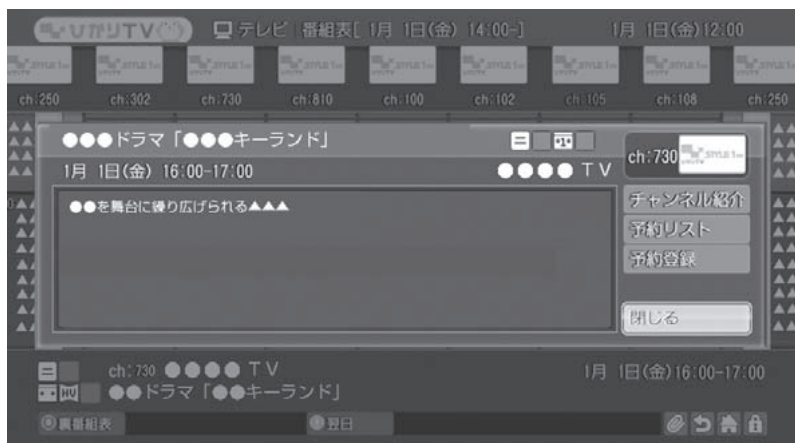 ひかりTV テレビ 番組表[ 1月 1日(金) 14:00-] 1月 1日(金)12:00
ch:250 ch:302 ch:730 ch:810 ch:100 ch:102 ch:105 ch:108 ch:250
●●●ドラマ「●●●キーランド」
1月 1日(金) 16:00-17:00 ●●●●TV
ch:730
●●を舞台に繰り広げられる▲▲▲
チャンネル紹介
予約リスト
予約登録
閉じる
ch:730 ●●●●TV 1月 1日(金)16:00-17:00
HV ●●ドラマ「●●キーランド」
裏番組表 翌日